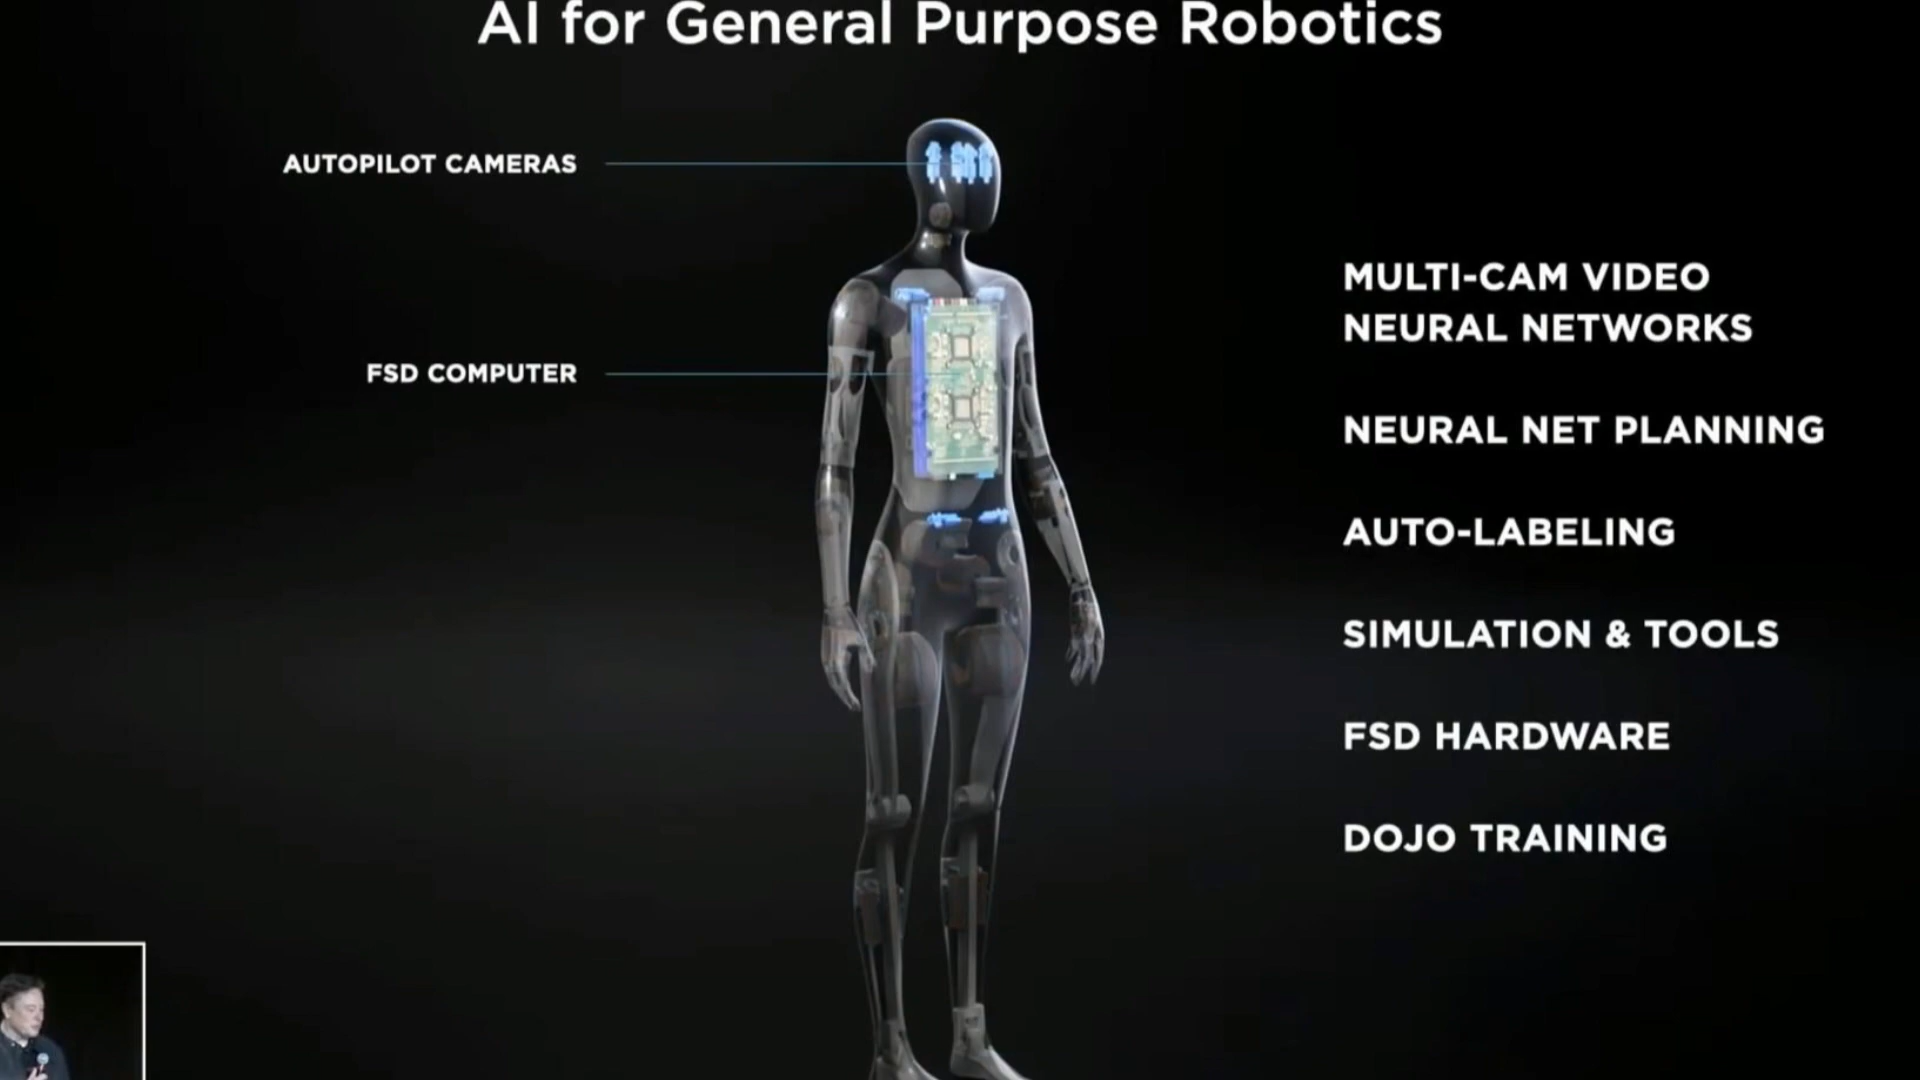 AI for General Purpose Robotics
AUTOPILOT CAMERAS
FSD COMPUTER
MULTI-CAM VIDEO
NEURAL NETWORKS
NEURAL NET PLANNING
AUTO-LABELING
SIMULATION & TOOLS
FSD HARDWARE
DOJO TRAINING